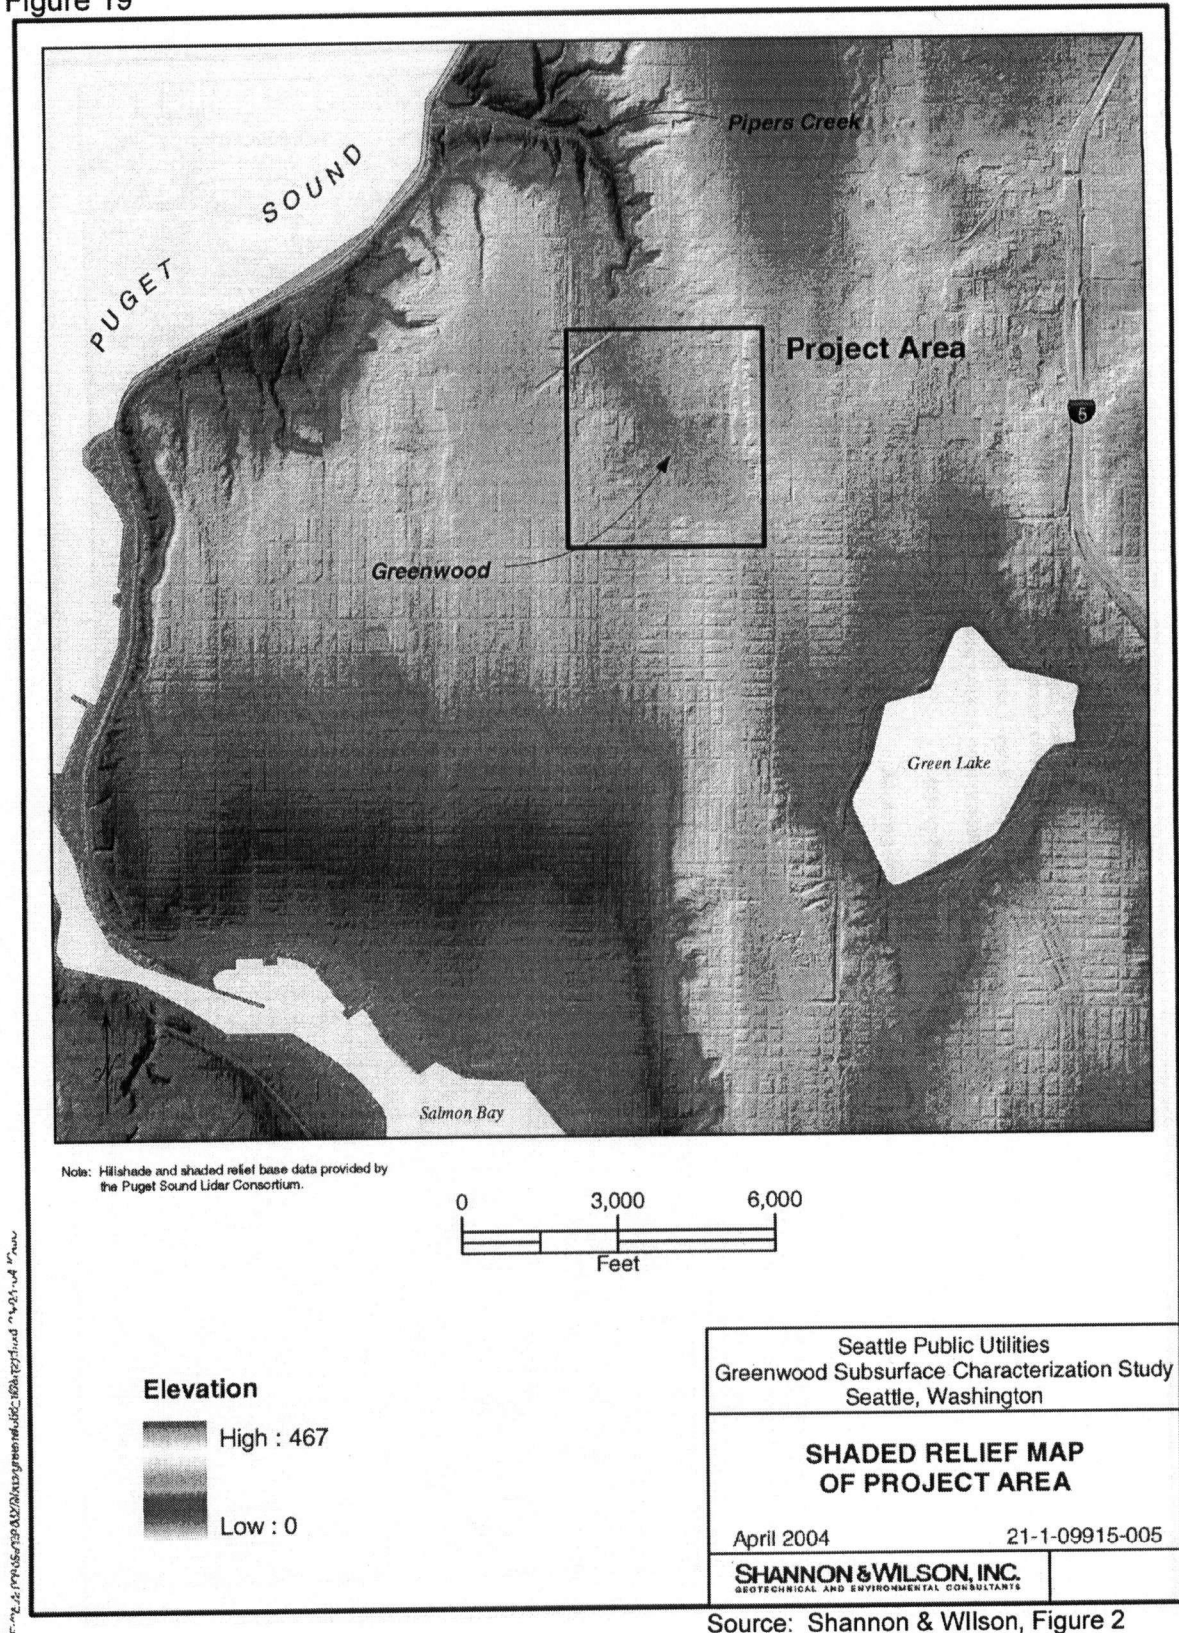 Figure 19
PUGET SOUND
Pipers Creek
Project Area
5
Greenwood
Green Lake
N
Salmon Bay
Note: Hillshade and shaded relief base data provided by
the Puget Sound Lidar Consortium.
0 3,000 6,000
Feet
Elevation
High : 467
Low : 0
Seattle Public Utilities
Greenwood Subsurface Characterization Study
Seattle, Washington
SHADED RELIEF MAP
OF PROJECT AREA
April 2004 21-1-09915-005
SHANNON & WILSON, INC.
GEOTECHNICAL AND ENVIRONMENTAL CONSULTANTS
Source: Shannon & WIlson, Figure 2